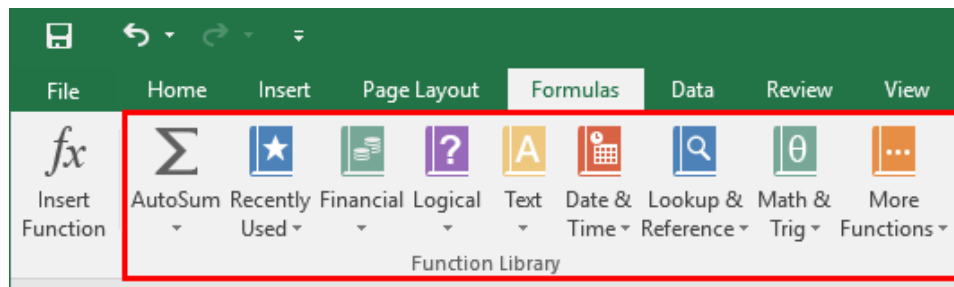 File Home Insert Page Layout Formulas Data Review View
fx Σ ? A θ
Insert AutoSum Recently Financial Logical Text Date & Lookup & Math & More
Function Used Time Reference Trig Functions
Function Library